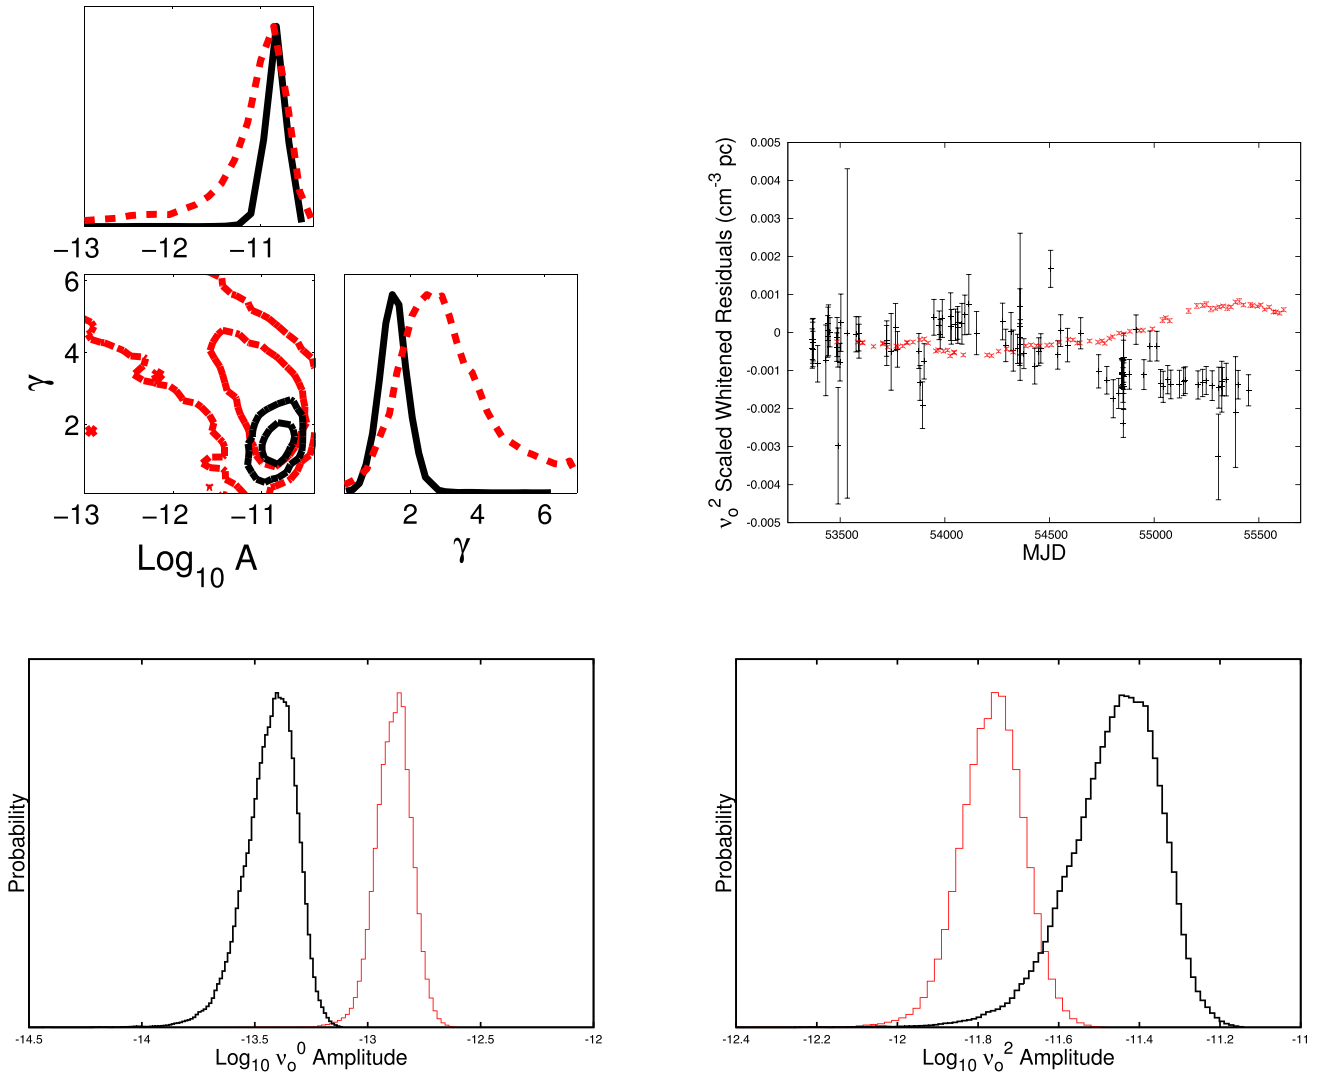 −13 −12 −11
6
4
2
γ
−13 −12 −11
Log10 A
2 4 6
γ
0.005
0.004
0.003
0.002
0.001
0
-0.001
-0.002
-0.003
-0.004
-0.005
νo2 Scaled Whitened Residuals (cm-3 pc)
53500 54000 54500 55000 55500
MJD
Probability
-14.5 -14 -13.5 -13 -12.5 -12
Log10 νo0 Amplitude
Probability
-12.4 -12.2 -12 -11.8 -11.6 -11.4 -11.2 -11
Log10 νo2 Amplitude